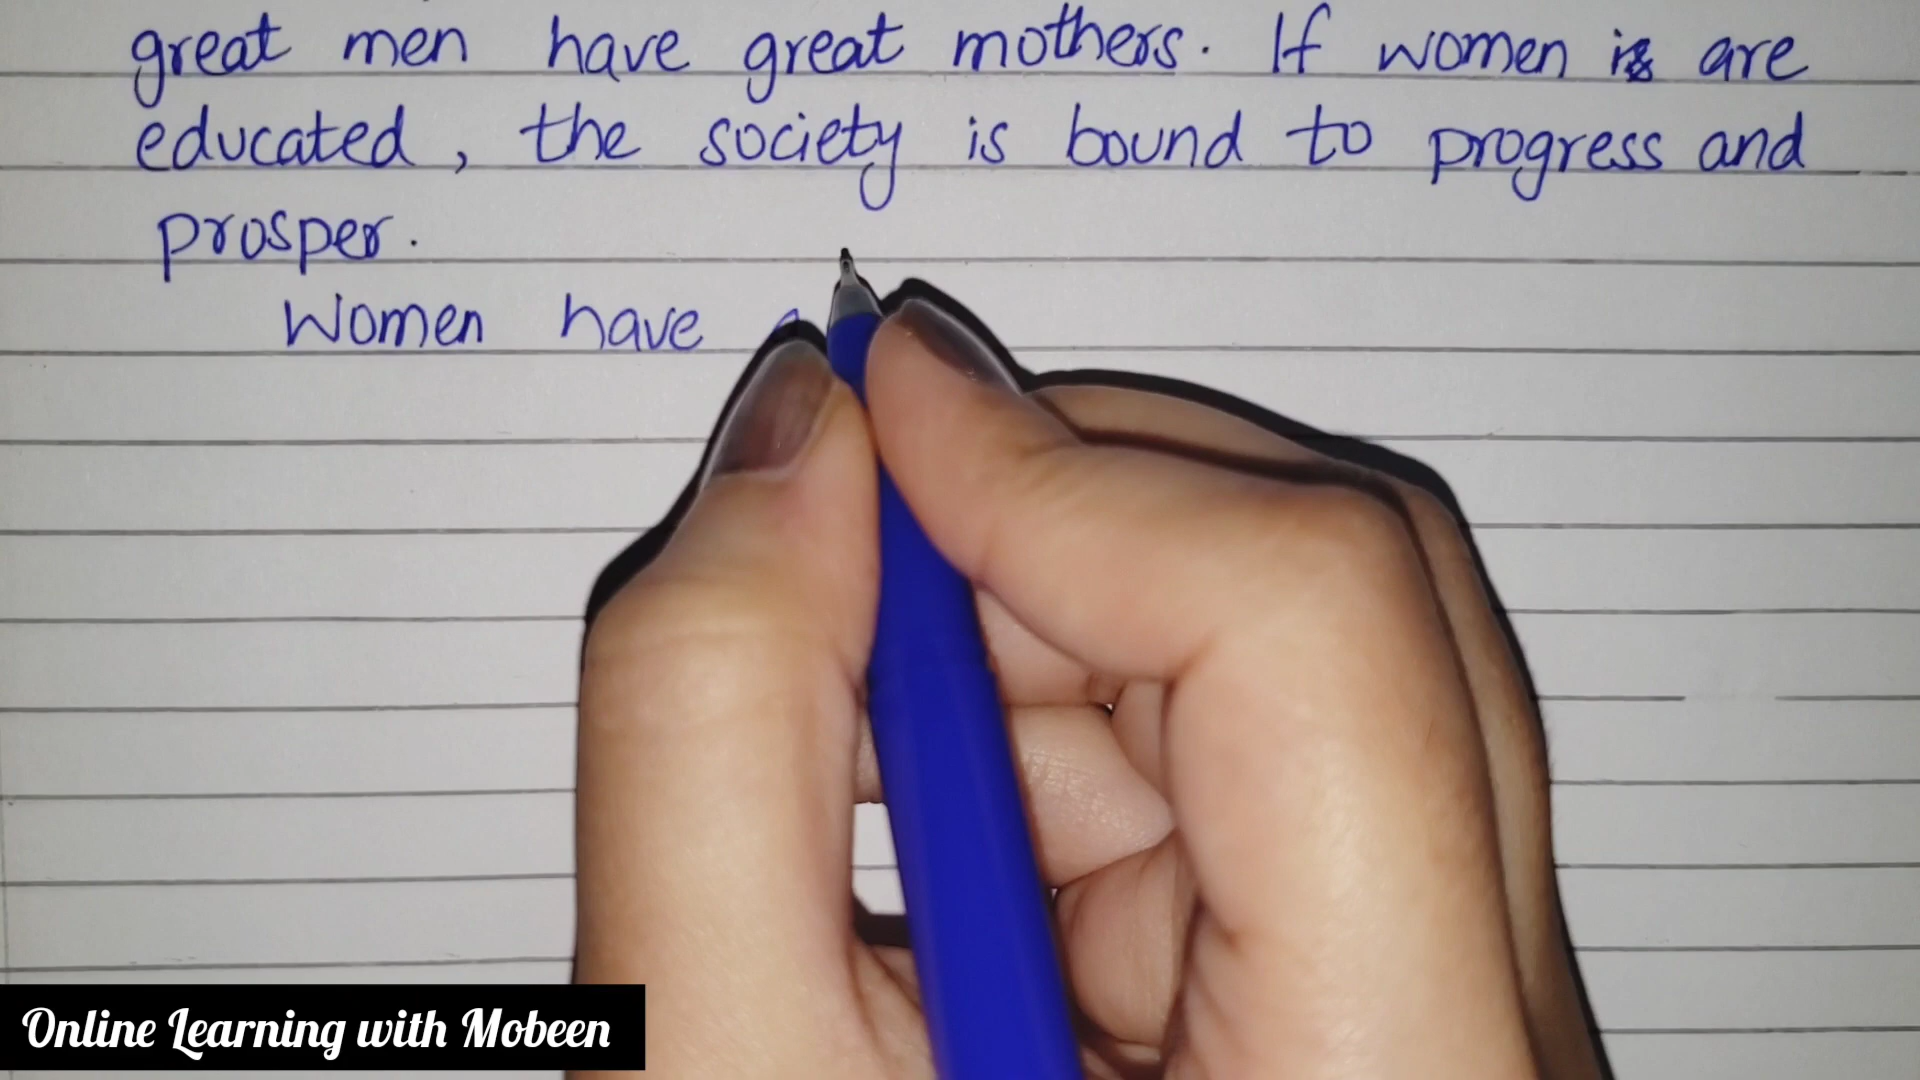 great men have great mothers. If women is are
educated, the society is bound to progress and
prosper.
Women have
Online Learning with Mobeen